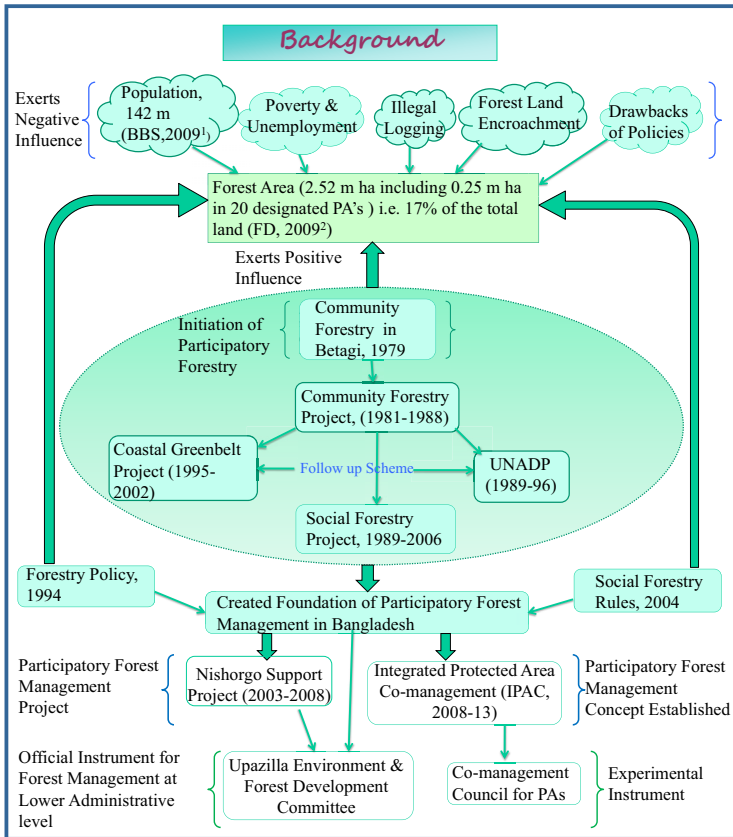 Background
Exerts
Negative
Influence
Population,
142 m
(BBS,2009¹)
Poverty &
Unemployment
Illegal
Logging
Forest Land
Encroachment
Drawbacks
of Policies
Forest Area (2.52 m ha including 0.25 m ha
in 20 designated PA's ) i.e. 17% of the total
land (FD, 2009²)
Exerts Positive
Influence
Initiation of
Participatory
Forestry
Community
Forestry in
Betagi, 1979
Community Forestry
Project, (1981-1988)
Coastal Greenbelt
Project (1995-
2002)
Follow up Scheme
UNADP
(1989-96)
Social Forestry
Project, 1989-2006
Forestry Policy,
1994
Social Forestry
Rules, 2004
Created Foundation of Participatory Forest
Management in Bangladesh
Participatory Forest
Management
Project
Nishorgo Support
Project (2003-2008)
Integrated Protected Area
Co-management (IPAC,
2008-13)
Participatory Forest
Management
Concept Established
Official Instrument for
Forest Management at
Lower Administrative
level
Upazilla Environment &
Forest Development
Committee
Co-management
Council for PAs
Experimental
Instrument